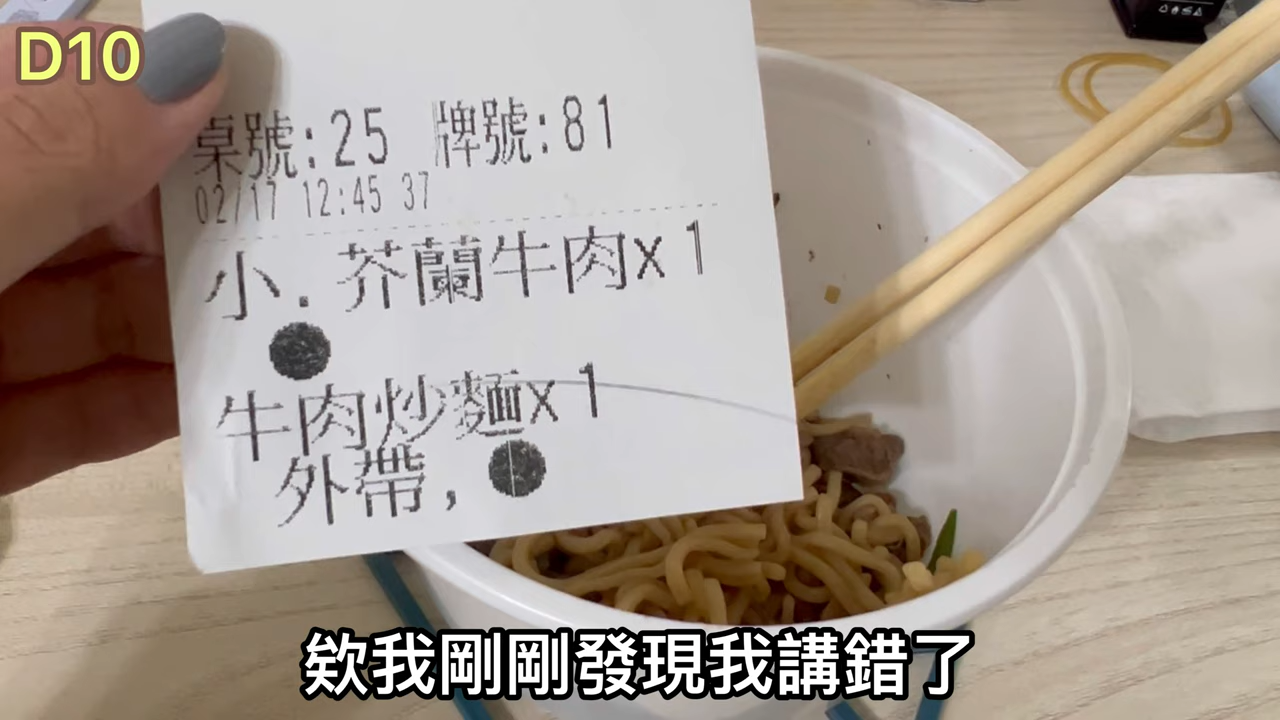 D10
桌號:25 牌號:81
02/17 12:45 37
小.芥蘭牛肉x1
●
牛肉炒麵x1
外帶,●
欸我剛剛發現我講錯了